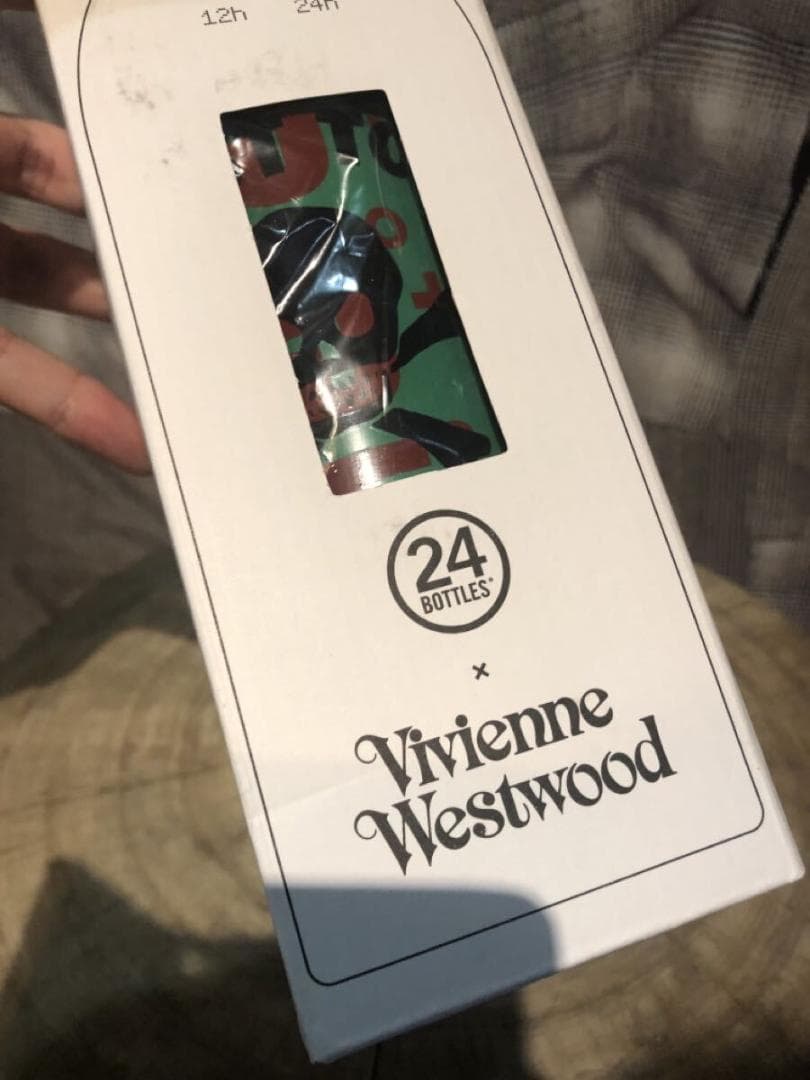 12h 24h
24
BOTTLES®
x
Vivienne
Westwood